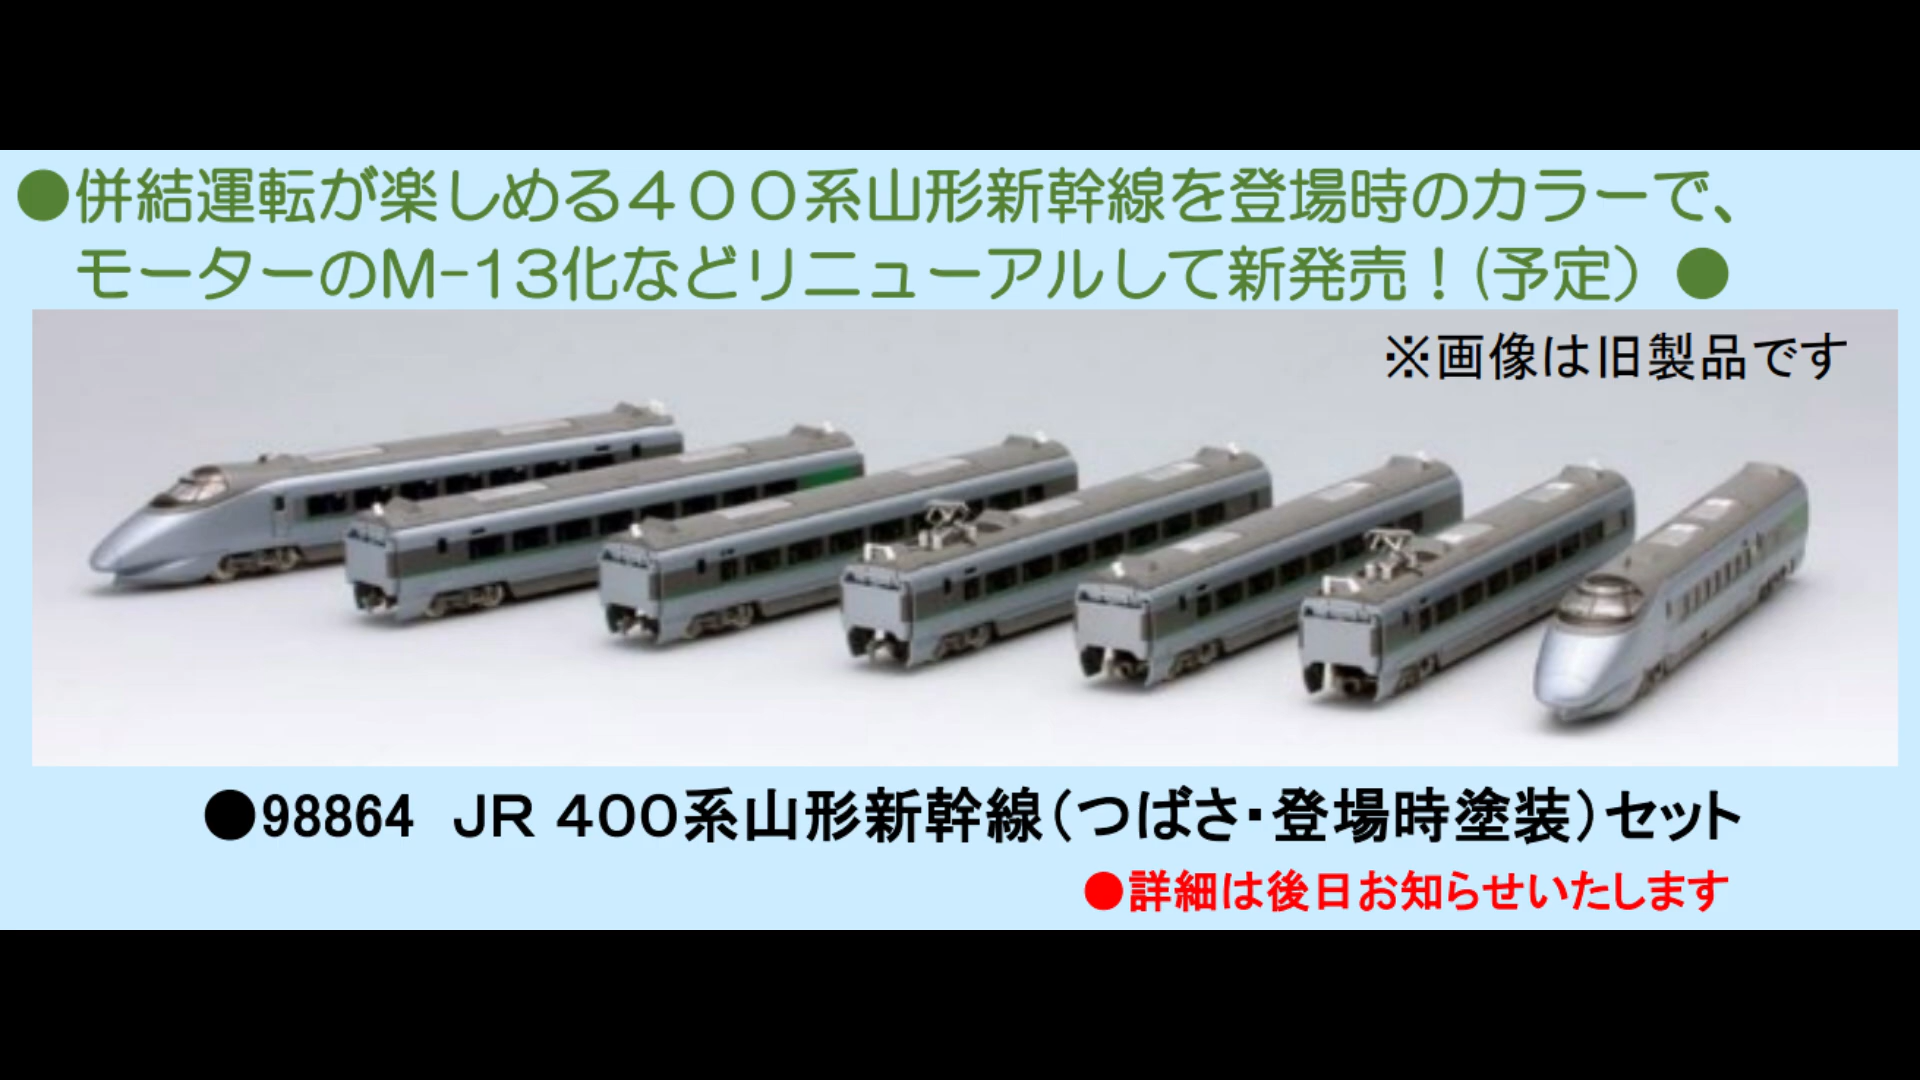 ●併結運転が楽しめる４００系山形新幹線を登場時のカラーで、
モーターのM-13化などリニューアルして新発売！(予定）●
※画像は旧製品です
●98864　JR 400系山形新幹線（つばさ・登場時塗装）セット
●詳細は後日お知らせいたします